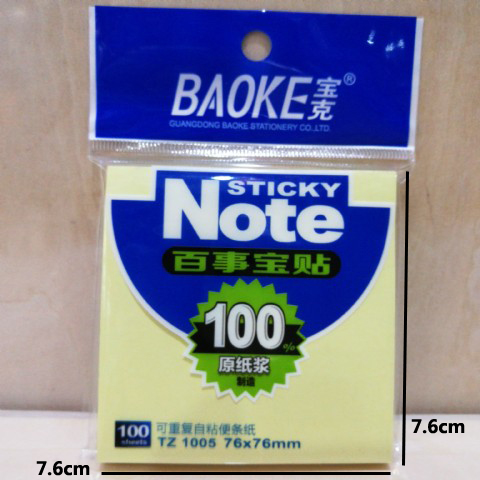 BAOKE宝克®
GUANGDONG BAOKE STATIONERY CO.,LTD.
STICKY
Note
百事宝贴
100%
原纸浆
制造
100
sheets
可重复自粘便条纸
TZ 1005 76x76mm
7.6cm
7.6cm